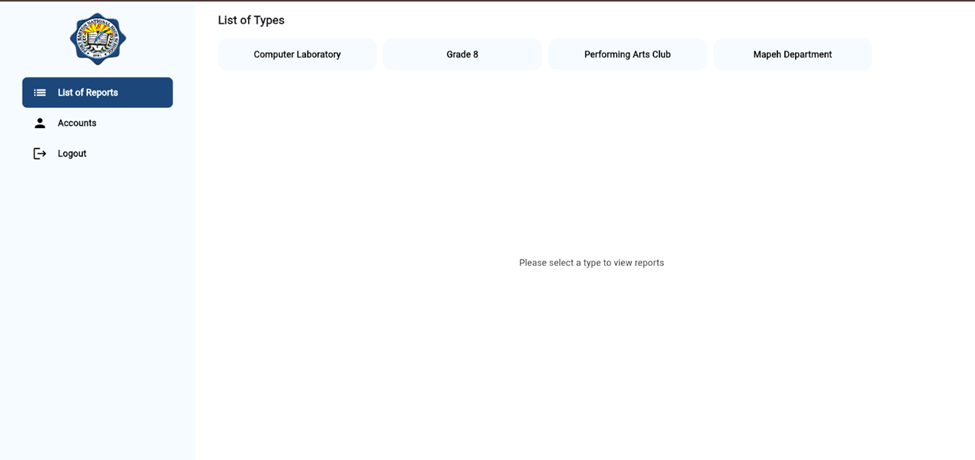 List of Types
Computer Laboratory
Grade 8
Performing Arts Club
Mapeh Department
List of Reports
Accounts
Logout
Please select a type to view reports